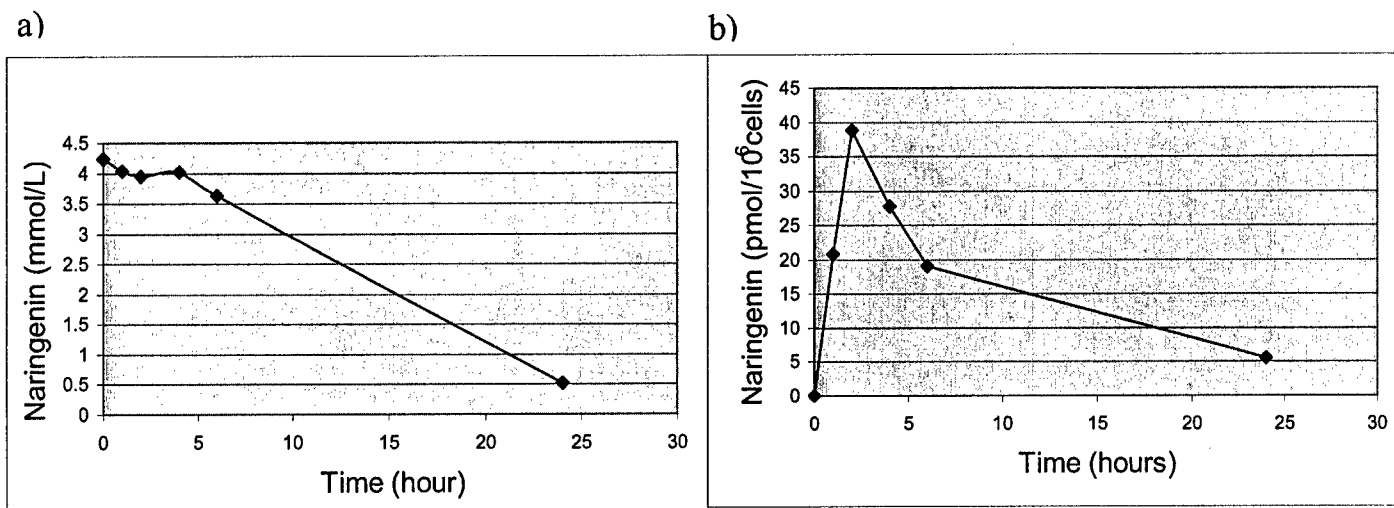 a)
b)
Naringenin (mmol/L)
4.5
4
3.5
3
2.5
2
1.5
1
0.5
0
0 5 10 15 20 25 30
Time (hour)
Naringenin (pmol/10⁶cells)
45
40
35
30
25
20
15
10
5
0
0 5 10 15 20 25 30
Time (hours)